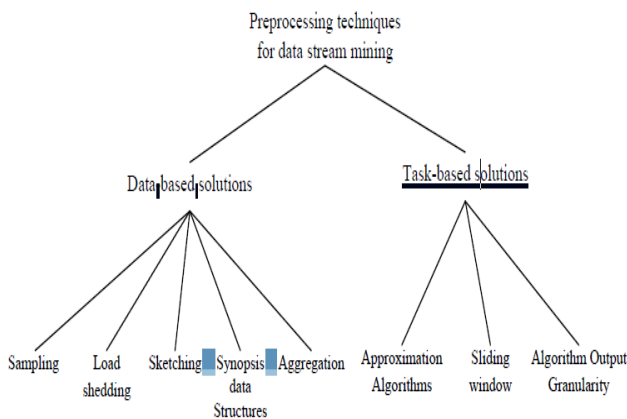 Preprocessing techniques
for data stream mining
Data based solutions
Task-based solutions
Sampling
Load
shedding
Sketching
Synopsis
data
Structures
Aggregation
Approximation
Algorithms
Sliding
window
Algorithm Output
Granularity